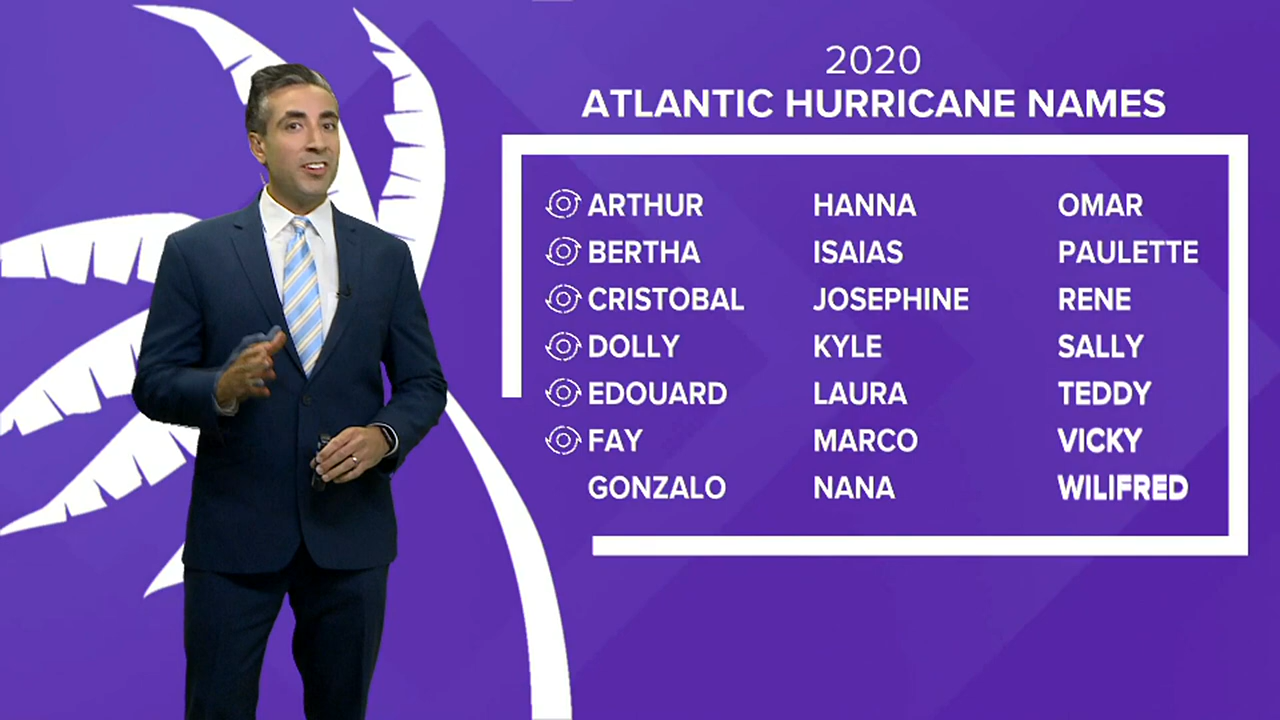 2020
ATLANTIC HURRICANE NAMES
ARTHUR
BERTHA
CRISTOBAL
DOLLY
EDOUARD
FAY
GONZALO
HANNA
ISAIAS
JOSEPHINE
KYLE
LAURA
MARCO
NANA
OMAR
PAULETTE
RENE
SALLY
TEDDY
VICKY
WILIFRED